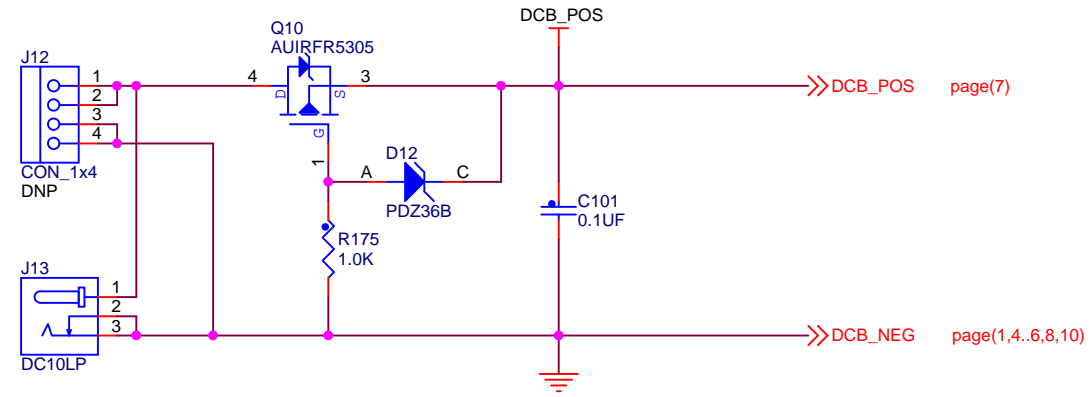 DCB_POS
Q10
AUIRFR5305
J12
1
2
3
4
CON_1x4
DNP
4
3
D
S
G
1
DCB_POS page(7)
D12
A
C
PDZ36B
C101
0.1UF
R175
1.0K
J13
1
2
3
DC10LP
DCB_NEG page(1,4..6,8,10)